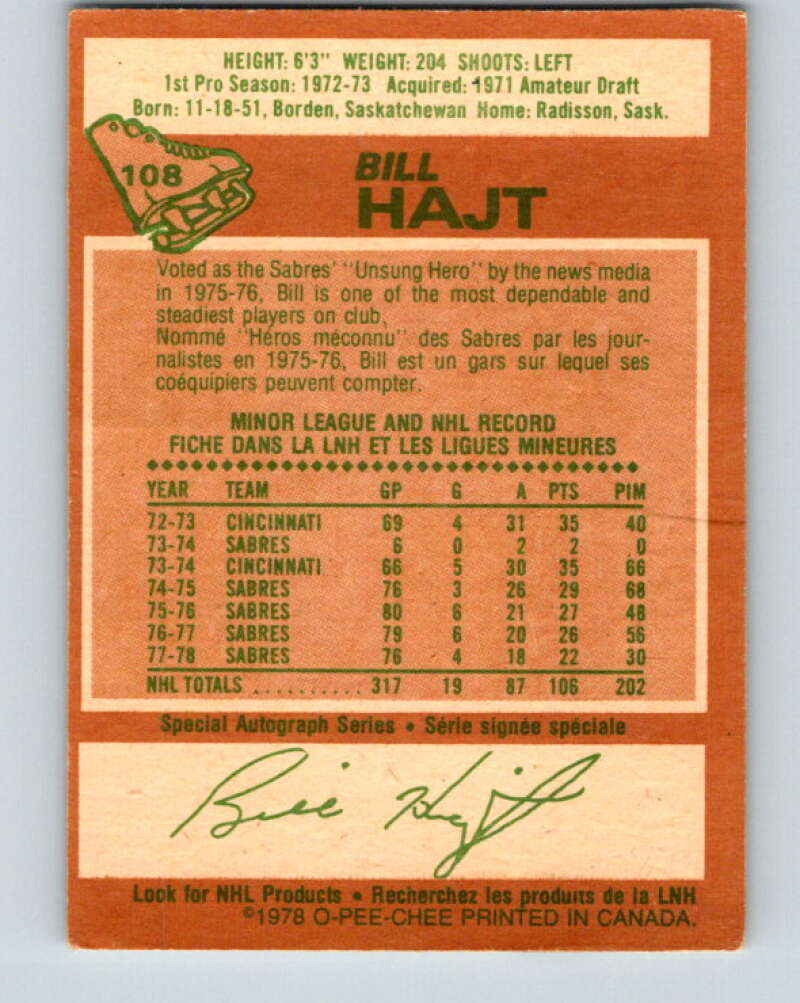 HEIGHT: 6'3" WEIGHT: 204 SHOOTS: LEFT
1st Pro Season: 1972-73 Acquired: 1971 Amateur Draft
Born: 11-18-51, Borden, Saskatchewan Home: Radisson, Sask.
108
BILL
HAJT
Voted as the Sabres' "Unsung Hero" by the news media
in 1975-76, Bill is one of the most dependable and
steadiest players on club,
Nommé "Héros méconnu" des Sabres par les jour-
nalistes en 1975-76, Bill est un gars sur lequel ses
coéquipiers peuvent compter.
MINOR LEAGUE AND NHL RECORD
FICHE DANS LA LNH ET LES LIGUES MINEURES
YEAR TEAM GP G A PTS PIM
72-73 CINCINNATI 69 4 31 35 40
73-74 SABRES 6 0 2 2 0
73-74 CINCINNATI 66 5 30 35 66
74-75 SABRES 76 3 26 29 68
75-76 SABRES 80 6 21 27 48
76-77 SABRES 79 6 20 26 56
77-78 SABRES 76 4 18 22 30
NHL TOTALS .......... 317 19 87 106 202
Special Autograph Series • Série signée spéciale
Bill Hajt
Look for NHL Products • Recherchez les produits de la LNH
©1978 O-PEE-CHEE PRINTED IN CANADA.